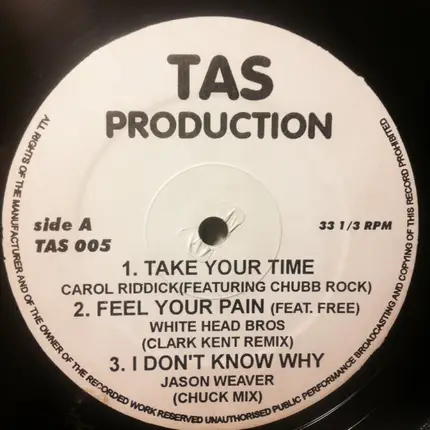 TAS
PRODUCTION
side A
TAS 005
33 1/3 RPM
1. TAKE YOUR TIME
CAROL RIDDICK(FEATURING CHUBB ROCK)
2. FEEL YOUR PAIN (FEAT. FREE)
WHITE HEAD BROS
(CLARK KENT REMIX)
3. I DON'T KNOW WHY
JASON WEAVER
(CHUCK MIX)
ALL RIGHTS OF THE MANUFACTURER AND OF THE OWNER OF THE RECORDED WORK RESERVED UNAUTHORISED PUBLIC PERFORMANCE BROADCASTING AND COPYING OF THIS RECORD PROHIBITED